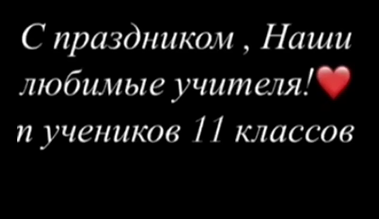 С праздником , Наши
любимые учителя!❤️
т учеников 11 классов